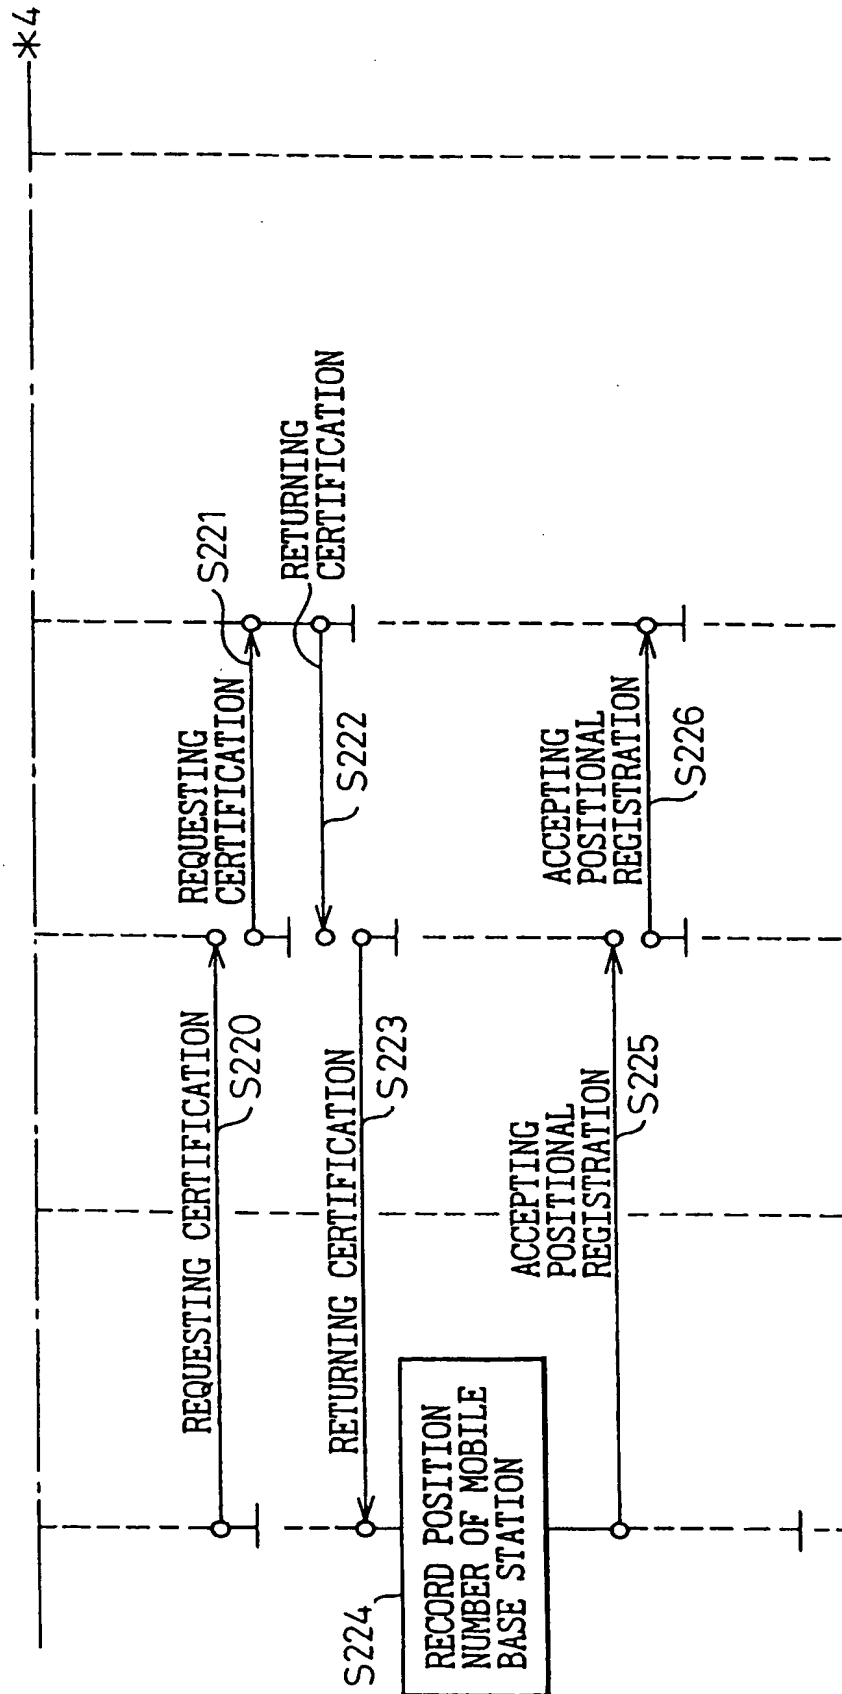 *4
REQUESTING CERTIFICATION
S220
REQUESTING
CERTIFICATION
S221
RETURNING
CERTIFICATION
S222
RETURNING CERTIFICATION
S223
S224
RECORD POSITION
NUMBER OF MOBILE
BASE STATION
ACCEPTING
POSITIONAL
REGISTRATION
S225
ACCEPTING
POSITIONAL
REGISTRATION
S226